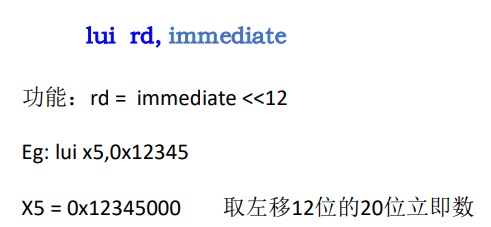 lui rd, immediate
功能：rd = immediate <<12
Eg: lui x5,0x12345
X5 = 0x12345000 取左移12位的20位立即数